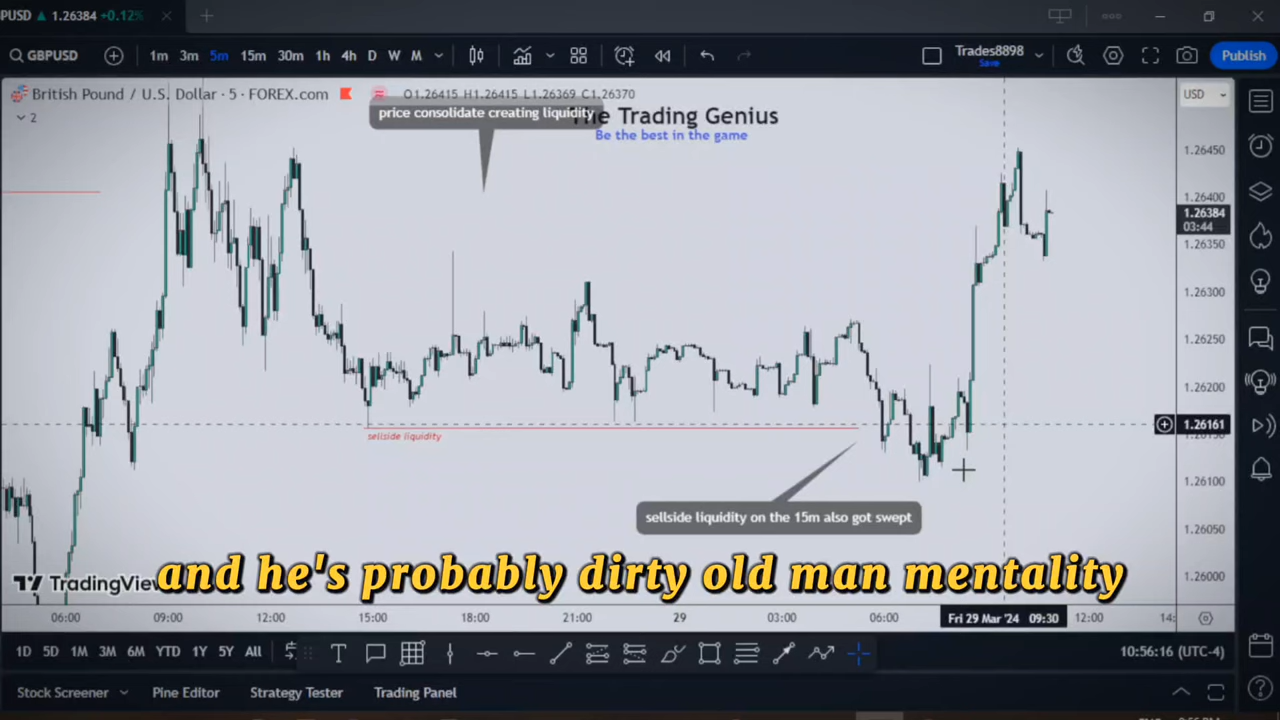 PUSD ▲ 1.26384 +0.12%
GBPUSD
1m 3m 5m 15m 30m 1h 4h D W M
Trades8898
Save
Publish
British Pound / U.S. Dollar · 5 · FOREX.com
O1.26415 H1.26415 L1.26369 C1.26370
USD
2
price consolidate creating liquidity
The Trading Genius
Be the best in the game
1.26450
1.26400
1.26384
03:44
1.26350
1.26300
1.26250
1.26200
1.26161
1.26100
1.26050
1.26000
sellside liquidity
sellside liquidity on the 15m also got swept
and he's probably dirty old man mentality
TradingView
06:00 09:00 12:00 15:00 18:00 21:00 29 03:00 06:00 Fri 29 Mar '24 09:30 12:00 14:
1D 5D 1M 3M 6M YTD 1Y 5Y All
10:56:16 (UTC-4)
Stock Screener Pine Editor Strategy Tester Trading Panel